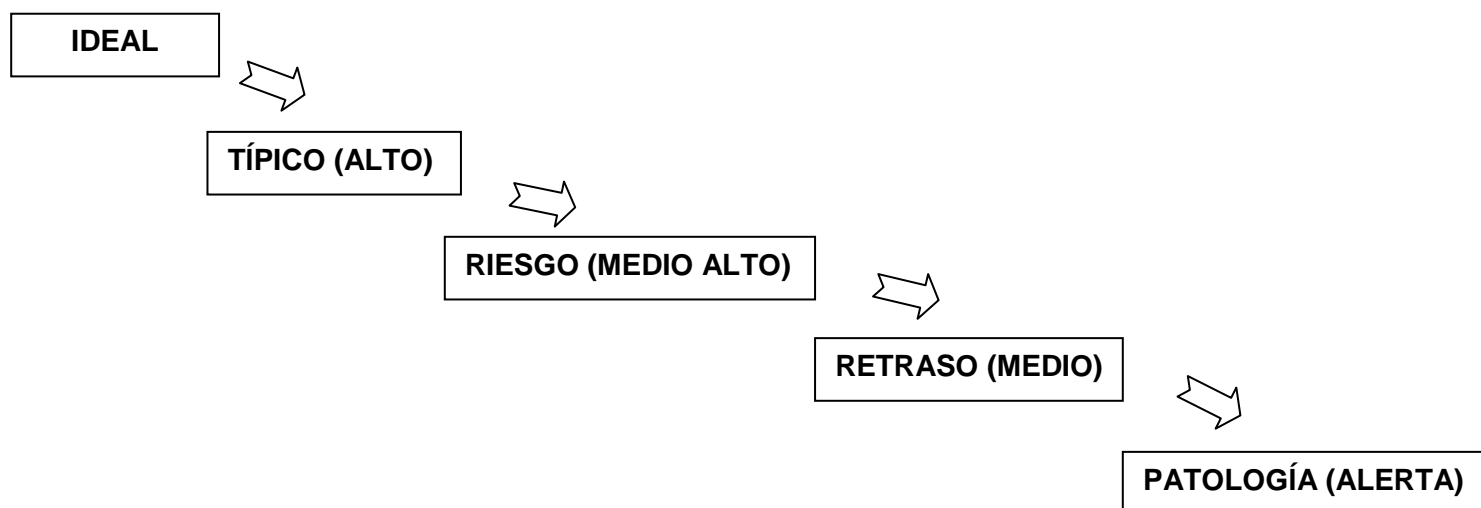 IDEAL
TÍPICO (ALTO)
RIESGO (MEDIO ALTO)
RETRASO (MEDIO)
PATOLOGÍA (ALERTA)